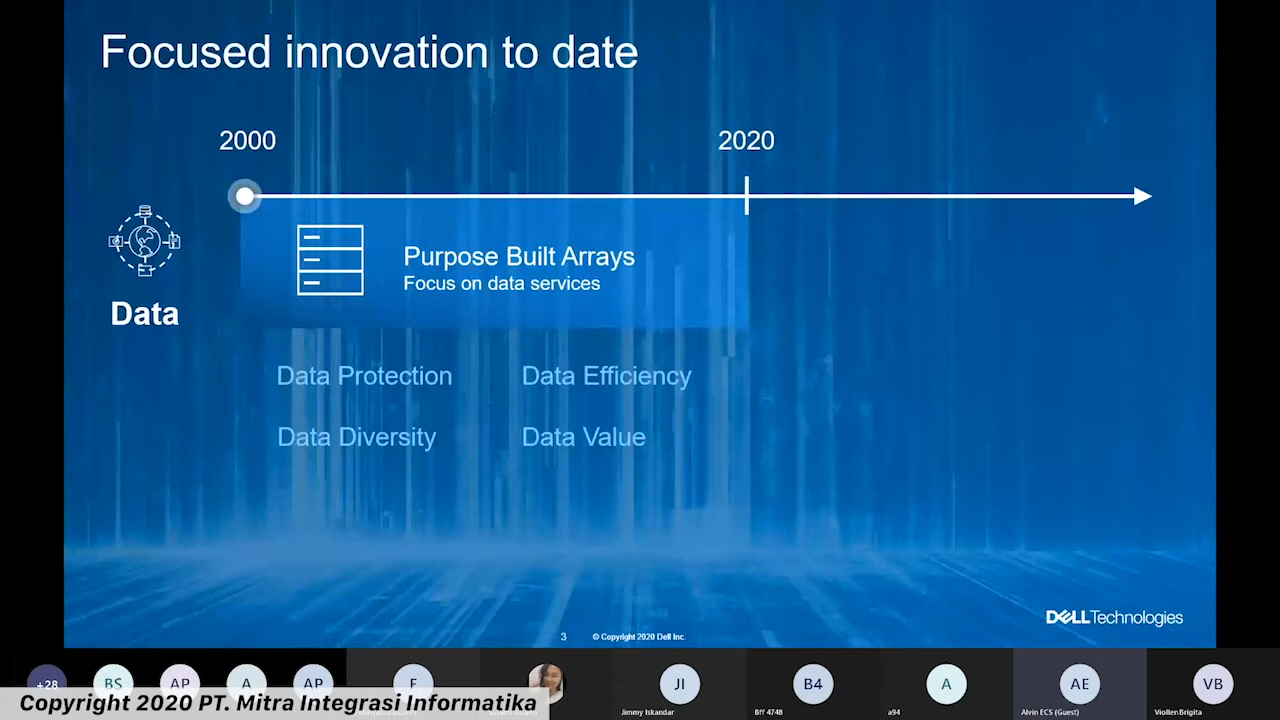 Focused innovation to date
2000
2020
Purpose Built Arrays
Focus on data services
Data
Data Protection
Data Efficiency
Data Diversity
Data Value
DELLTechnologies
3
© Copyright 2020 Dell Inc.
+28
BS
AP
A
AP
JI
B4
A
AE
VB
Jimmy Iskandar
Bff 4748
a94
Alvin ECS (Guest)
Viollen.Brigita
Copyright 2020 PT. Mitra Integrasi Informatika